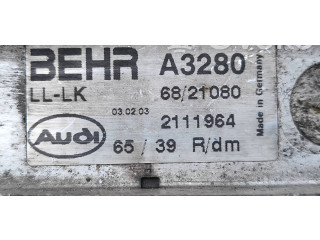 BEHR A3280
LL-LK 68/21080
03.02.03
Audi 2111964
65 / 39 R/dm
Made in Germany